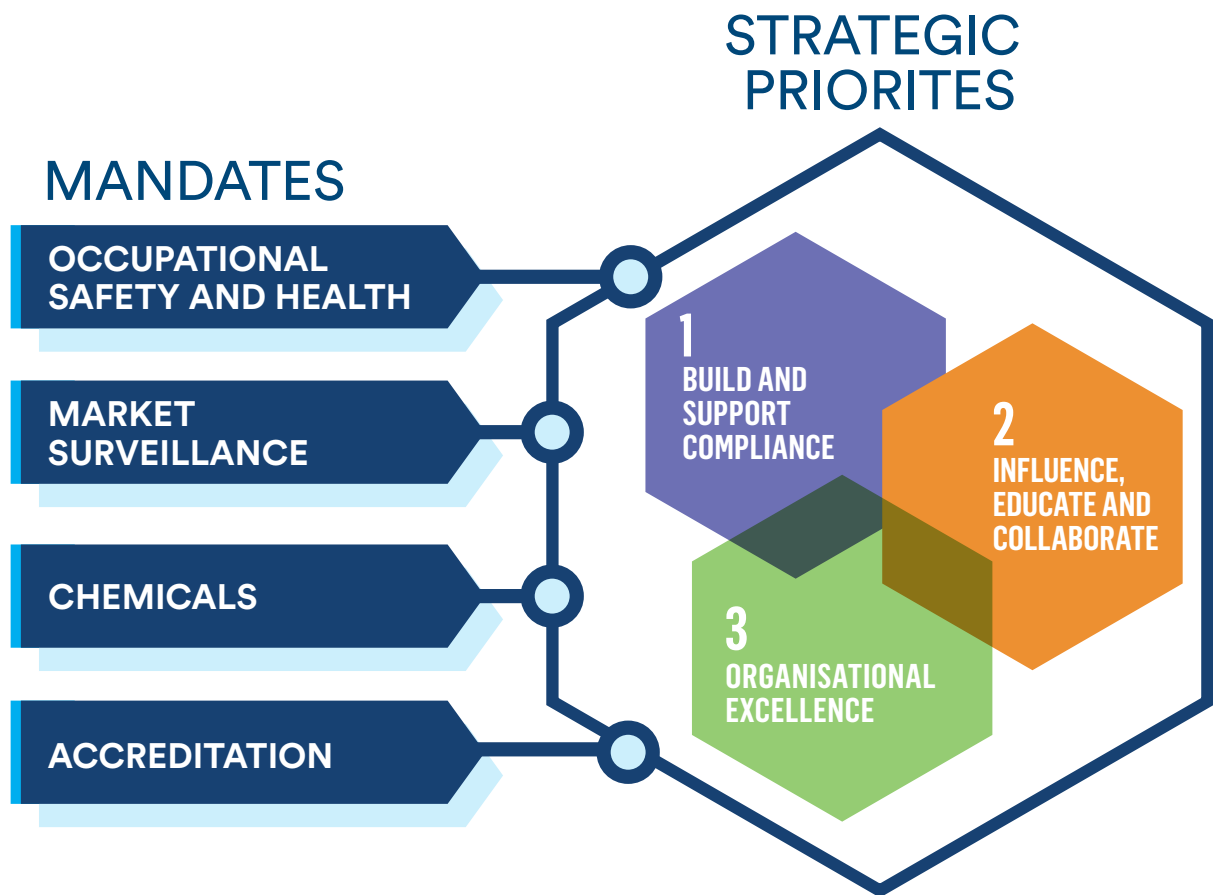 STRATEGIC
PRIORITES
MANDATES
OCCUPATIONAL
SAFETY AND HEALTH
MARKET
SURVEILLANCE
CHEMICALS
ACCREDITATION
1
BUILD AND
SUPPORT
COMPLIANCE
2
INFLUENCE,
EDUCATE AND
COLLABORATE
3
ORGANISATIONAL
EXCELLENCE